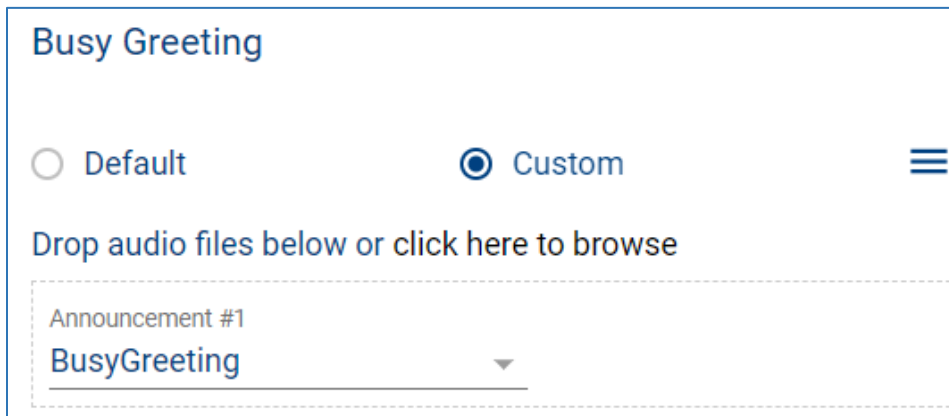 Busy Greeting
Default Custom
Drop audio files below or click here to browse
Announcement #1
BusyGreeting